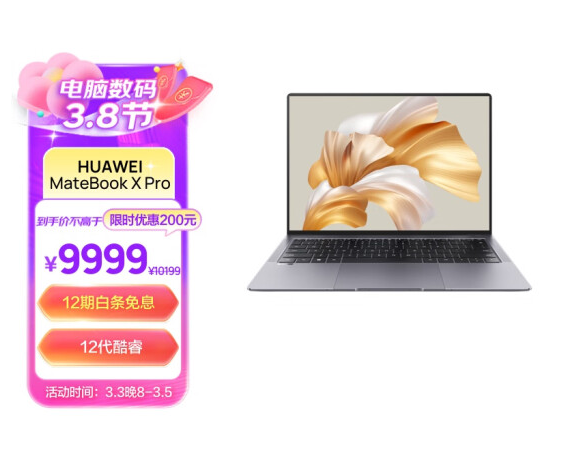 电脑数码
3.8节
HUAWEI
MateBook X Pro
到手价不高于 限时优惠200元
¥9999 ¥10199
12期白条免息
12代酷睿
活动时间：3.3晚8-3.5